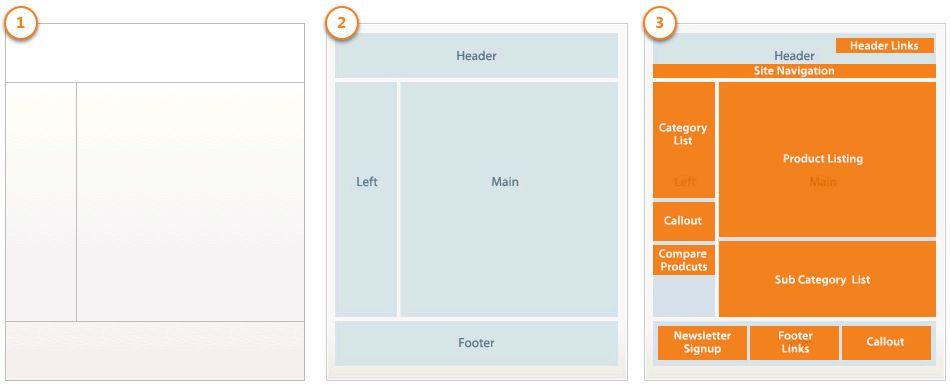 1
2
3
Header
Left
Main
Footer
Header Links
Header
Site Navigation
Category
List
Left
Callout
Compare
Prodcuts
Product Listing
Main
Sub Category List
Newsletter
Signup
Footer
Links
Callout